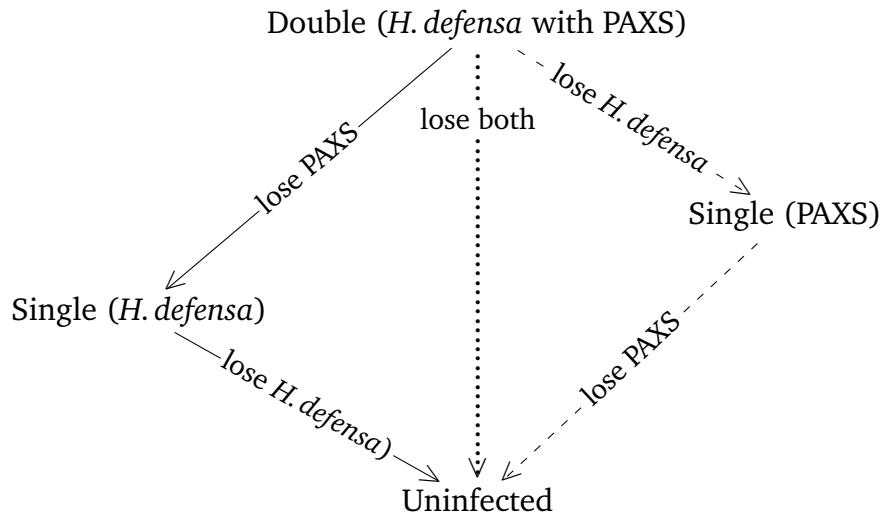 Double (H. defensa with PAXS)
lose PAXS
lose both
lose H. defensa
Single (PAXS)
Single (H. defensa)
lose H. defensa)
lose PAXS
Uninfected